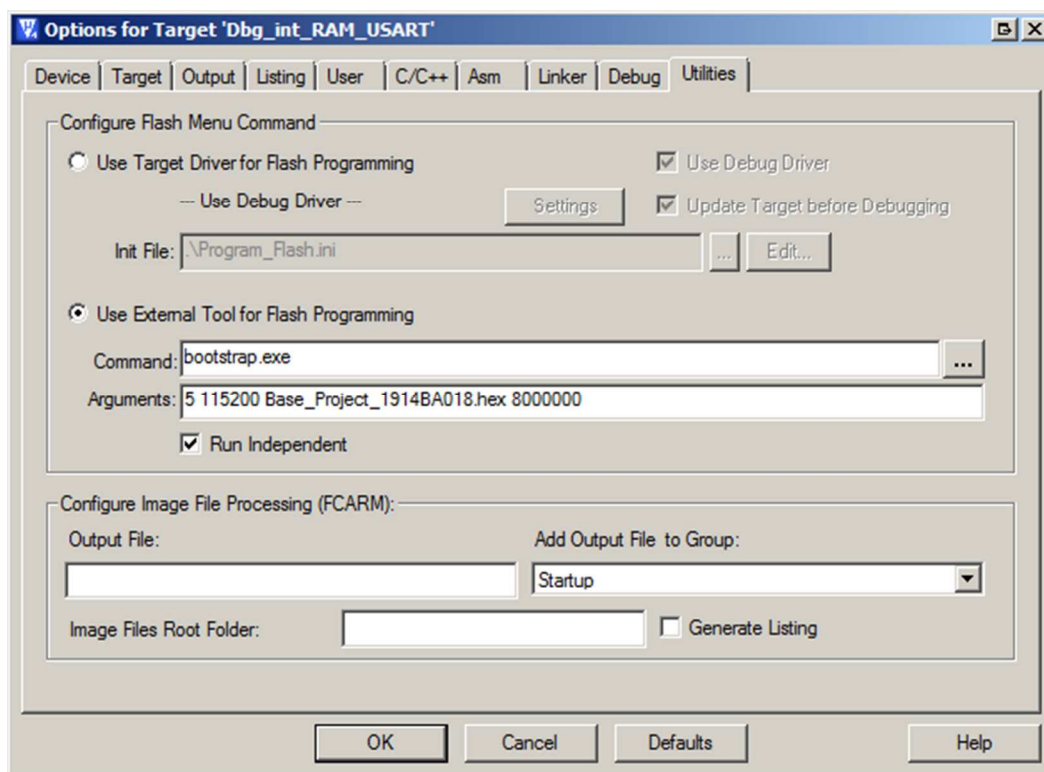 Options for Target 'Dbg_int_RAM_USART'
Device Target Output Listing User C/C++ Asm Linker Debug Utilities
Configure Flash Menu Command
Use Target Driver for Flash Programming Use Debug Driver
--- Use Debug Driver --- Settings Update Target before Debugging
Init File: .\Program_Flash.ini ... Edit...
Use External Tool for Flash Programming
Command: bootstrap.exe ...
Arguments: 5 115200 Base_Project_1914BA018.hex 8000000
Run Independent
Configure Image File Processing (FCARM):
Output File: Add Output File to Group:
Startup
Image Files Root Folder: Generate Listing
OK Cancel Defaults Help